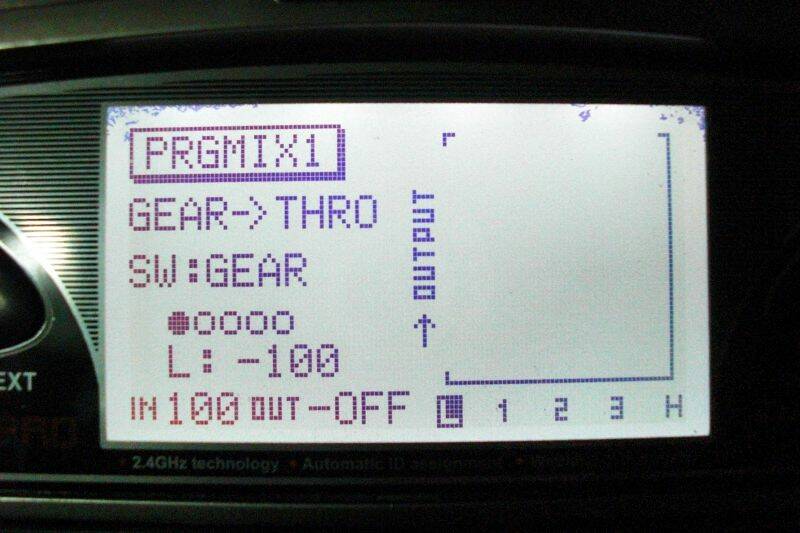 PRGMIX1
GEAR->THRO
SW:GEAR
L: -100
IN 100 OUT -OFF
OUTPUT
L 1 2 3 H
EXT
PRO
• 2.4GHz technology • Automatic ID assignment •